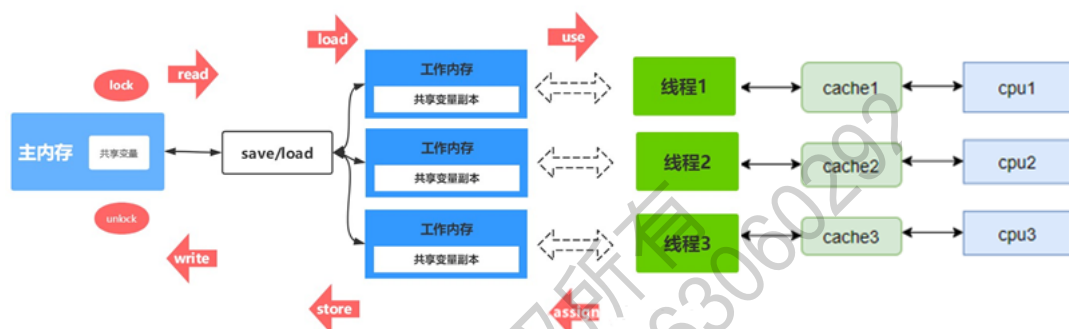 load
use
read
lock
工作内存
共享变量副本
线程1
cache1
cpu1
主内存
共享变量
save/load
工作内存
共享变量副本
线程2
cache2
cpu2
unlock
工作内存
共享变量副本
线程3
cache3
cpu3
write
store
assign
所有
63060292